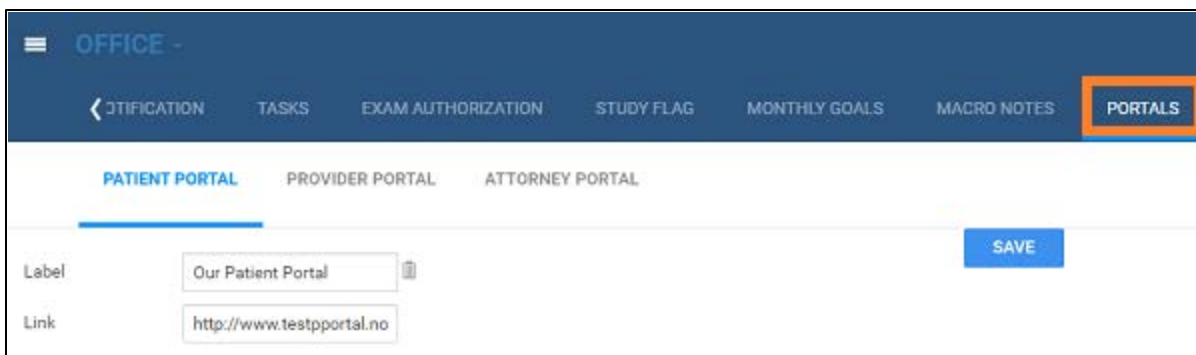 OFFICE -
OTIFICATION TASKS EXAM AUTHORIZATION STUDY FLAG MONTHLY GOALS MACRO NOTES PORTALS
PATIENT PORTAL PROVIDER PORTAL ATTORNEY PORTAL
SAVE
Label Our Patient Portal
Link http://www.testpportal.no